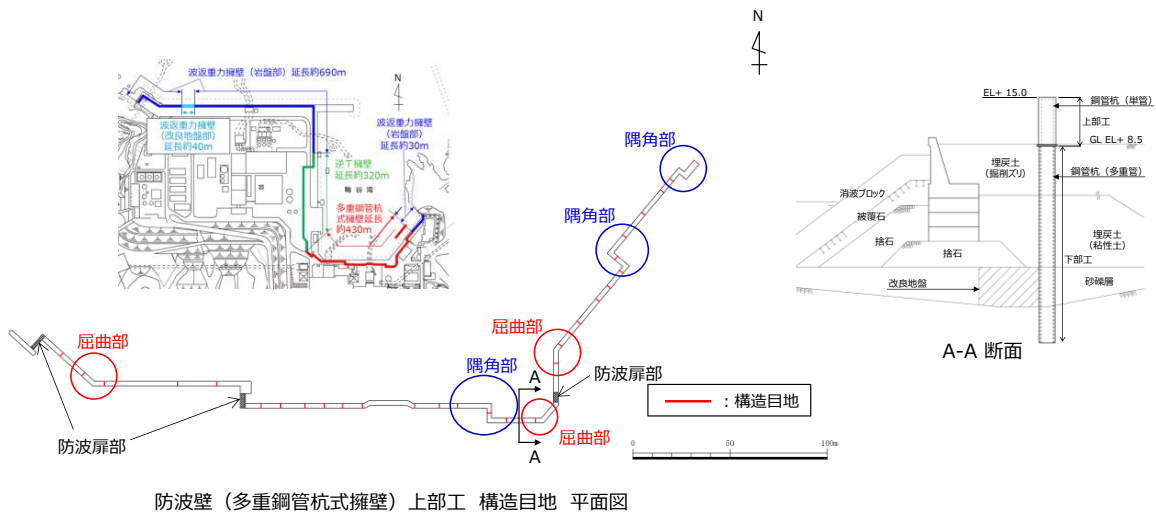 N
波返重力擁壁（岩盤部）延長約690m
N
波返重力擁壁
（改良地盤部）
延長約40m
波返重力擁壁
（岩盤部）
延長約30m
逆Ｔ擁壁
延長約320m
輪谷湾
多重鋼管杭
式擁壁延長
約430m
EL+ 15.0
鋼管杭（単管）
上部工
GL EL+ 8.5
埋戻土
（掘削ズリ）
鋼管杭（多重管）
消波ブロック
被覆石
捨石
捨石
埋戻土
（粘性土）
下部工
改良地盤
砂礫層
A-A 断面
隅角部
隅角部
屈曲部
屈曲部
隅角部
A
防波扉部
：構造目地
防波扉部
A
屈曲部
0
50
100m
防波壁（多重鋼管杭式擁壁）上部工 構造目地 平面図